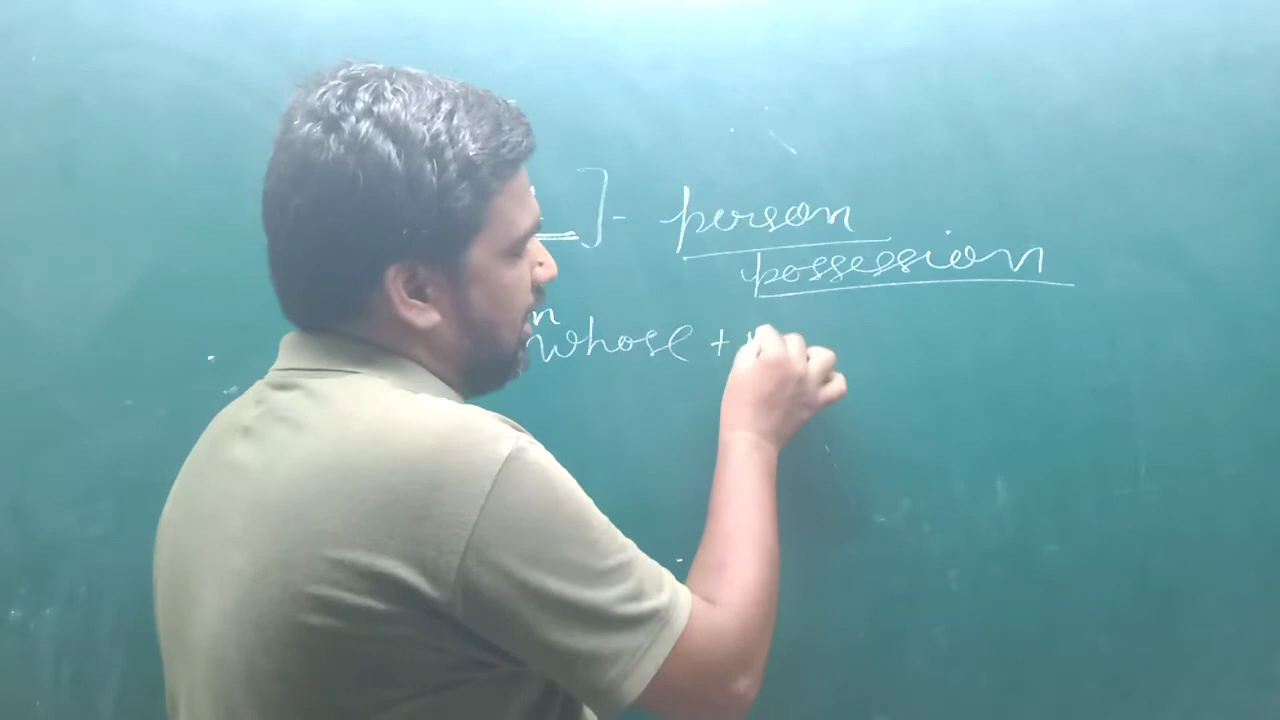 ]- person
possession
n
whose +